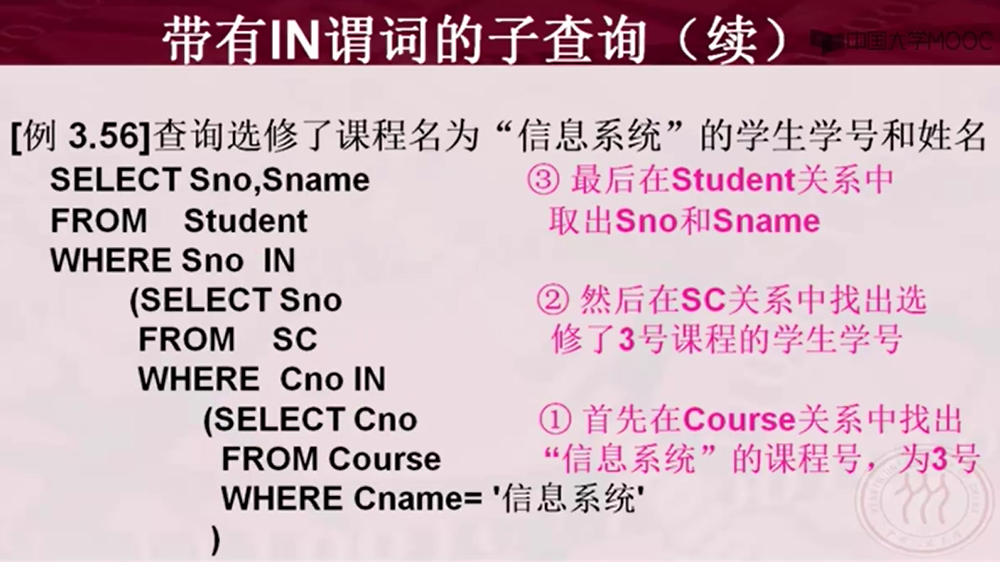 带有IN谓词的子查询（续）
中国大学MOOC
[例 3.56]查询选修了课程名为“信息系统”的学生学号和姓名
SELECT Sno,Sname
③ 最后在Student关系中
FROM Student
取出Sno和Sname
WHERE Sno IN
(SELECT Sno
② 然后在SC关系中找出选
FROM SC
修了3号课程的学生学号
WHERE Cno IN
(SELECT Cno
① 首先在Course关系中找出
FROM Course
“信息系统”的课程号，为3号
WHERE Cname= '信息系统'
)